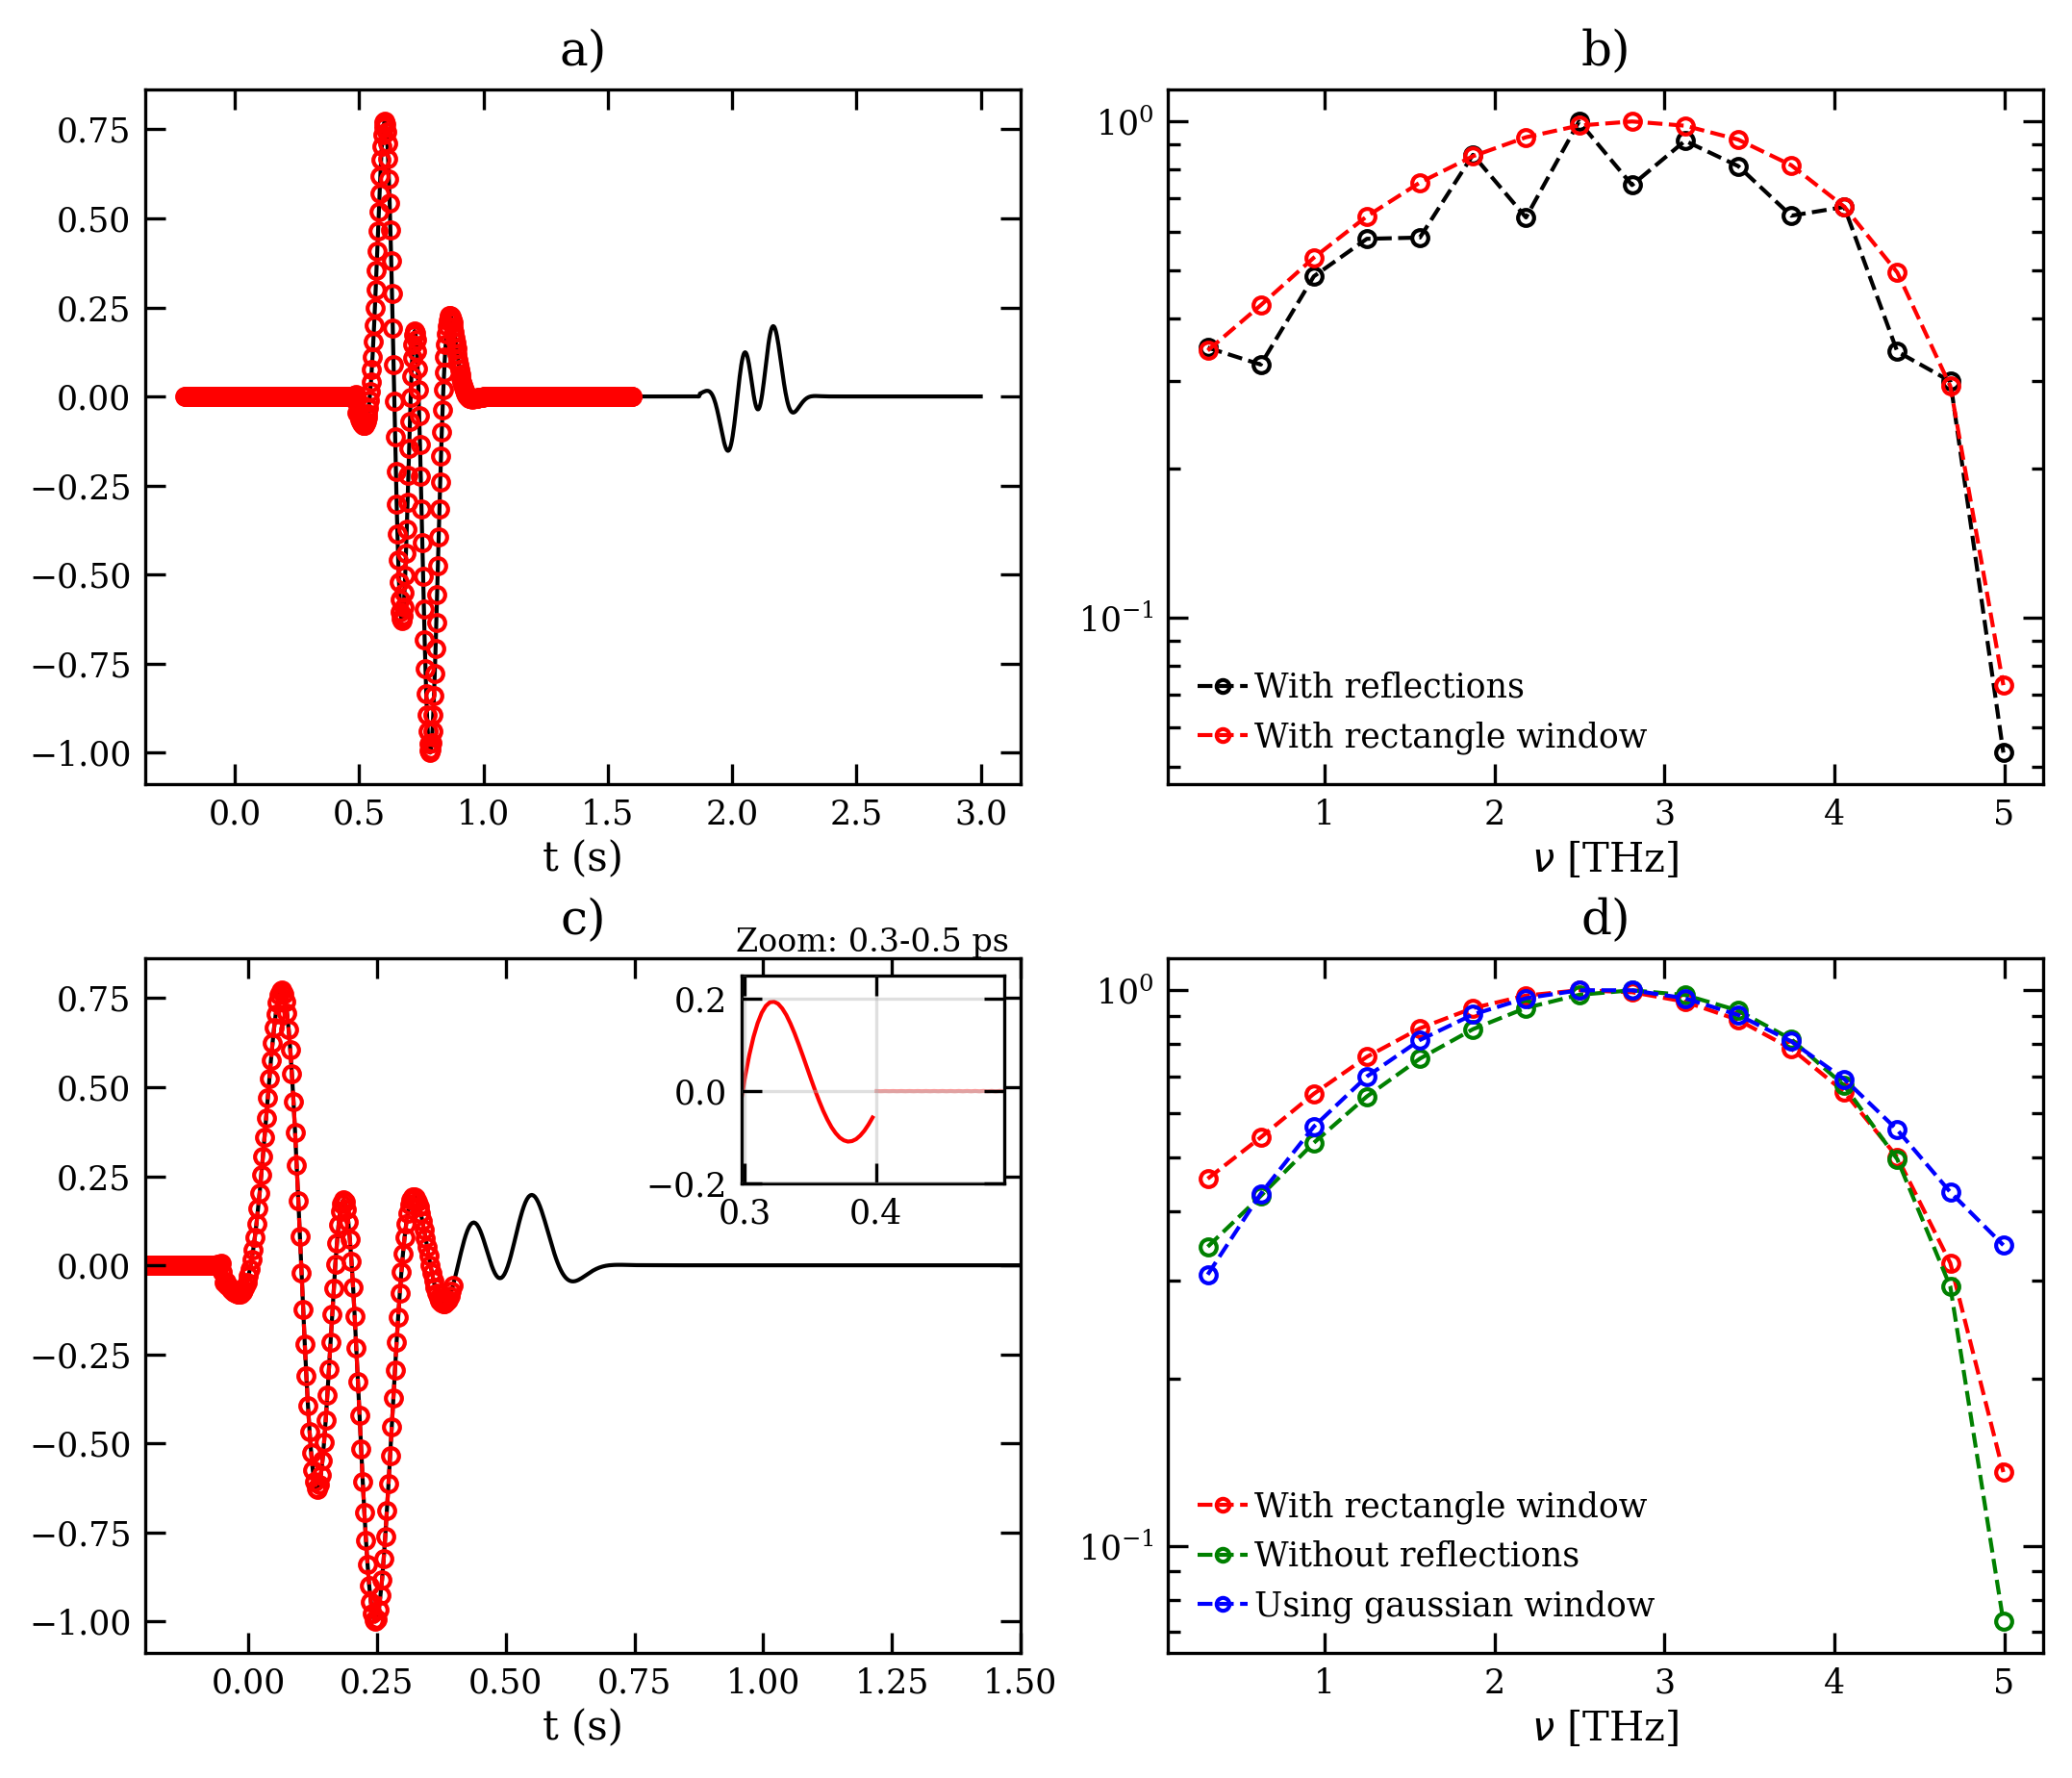 a)
0.75
0.50
0.25
0.00
−0.25
−0.50
−0.75
−1.00
0.0 0.5 1.0 1.5 2.0 2.5 3.0
t (s)
b)
10⁰
10⁻¹
With reflections
With rectangle window
1 2 3 4 5
ν [THz]
c)
Zoom: 0.3-0.5 ps
0.75
0.50
0.25
0.00
−0.25
−0.50
−0.75
−1.00
0.2
0.0
−0.2
0.3 0.4
0.00 0.25 0.50 0.75 1.00 1.25 1.50
t (s)
d)
10⁰
10⁻¹
With rectangle window
Without reflections
Using gaussian window
1 2 3 4 5
ν [THz]